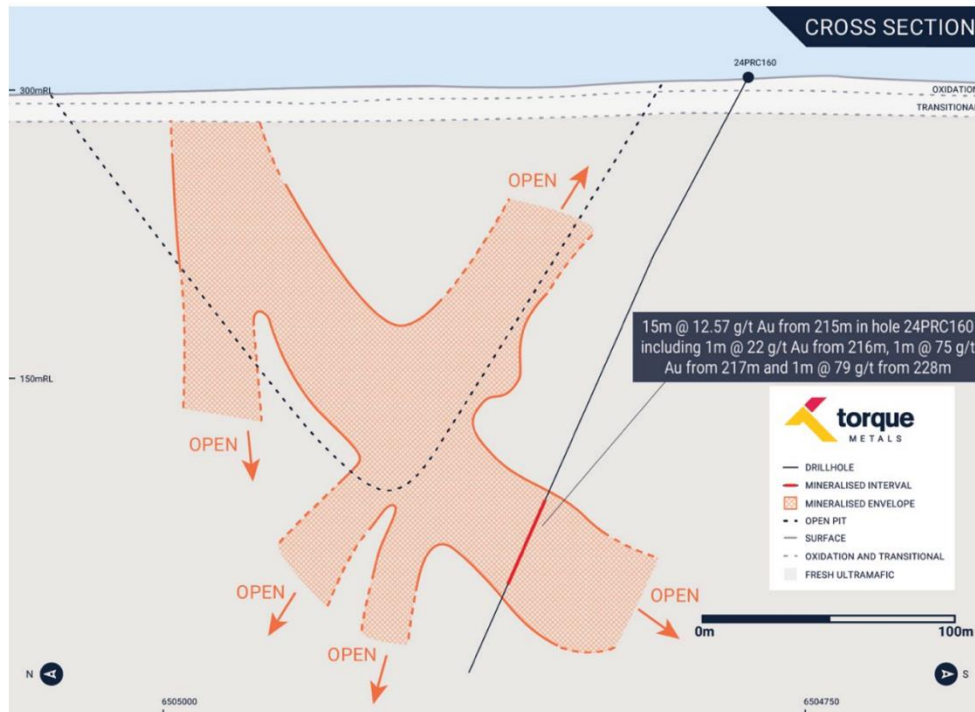 CROSS SECTION
24PRC160
300mRL
OXIDATION
TRANSITIONAL
OPEN
15m @ 12.57 g/t Au from 215m in hole 24PRC160
including 1m @ 22 g/t Au from 216m, 1m @ 75 g/t
Au from 217m and 1m @ 79 g/t from 228m
150mRL
torque
METALS
OPEN
DRILLHOLE
MINERALISED INTERVAL
MINERALISED ENVELOPE
OPEN PIT
SURFACE
OXIDATION AND TRANSITIONAL
FRESH ULTRAMAFIC
OPEN
OPEN
0m
100m
OPEN
N A
A S
6505000
6504750